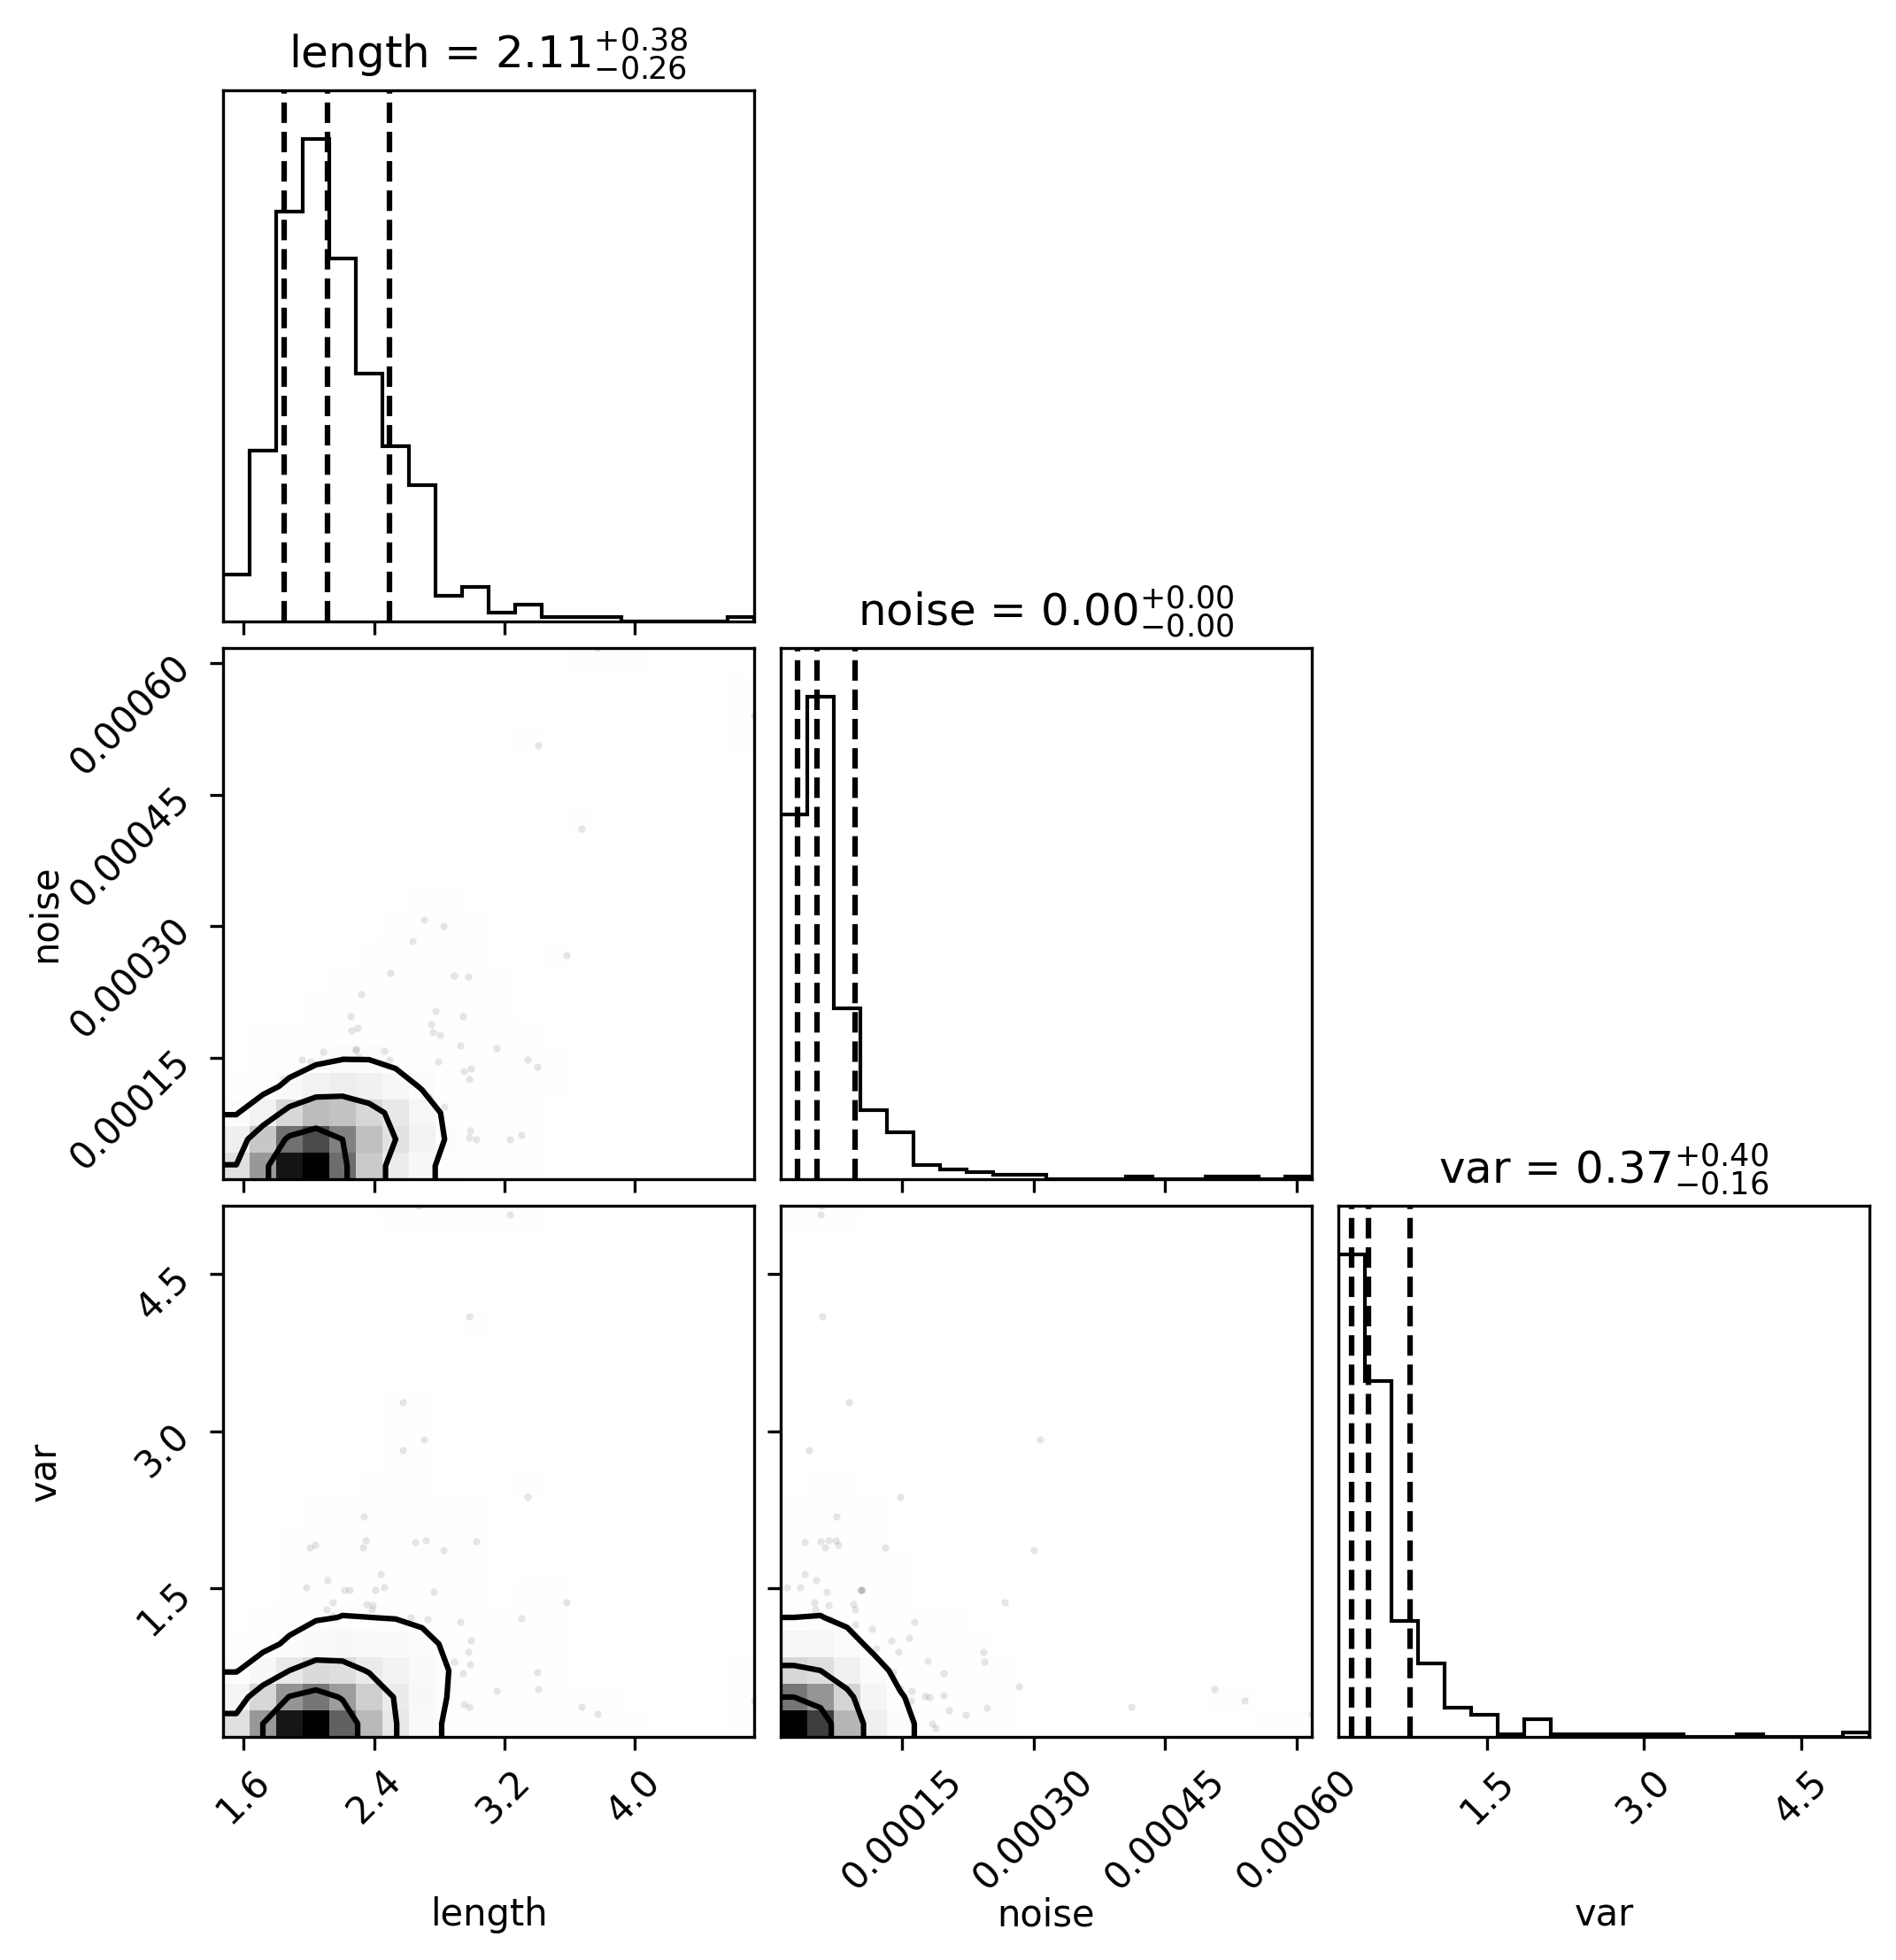 length = 2.11+0.38−0.26
noise = 0.00+0.00−0.00
0.00060
0.00045
0.00030
0.00015
noise
var = 0.37+0.40−0.16
4.5
3.0
1.5
var
1.6 2.4 3.2 4.0
0.00015 0.00030 0.00045 0.00060
1.5 3.0 4.5
length noise var